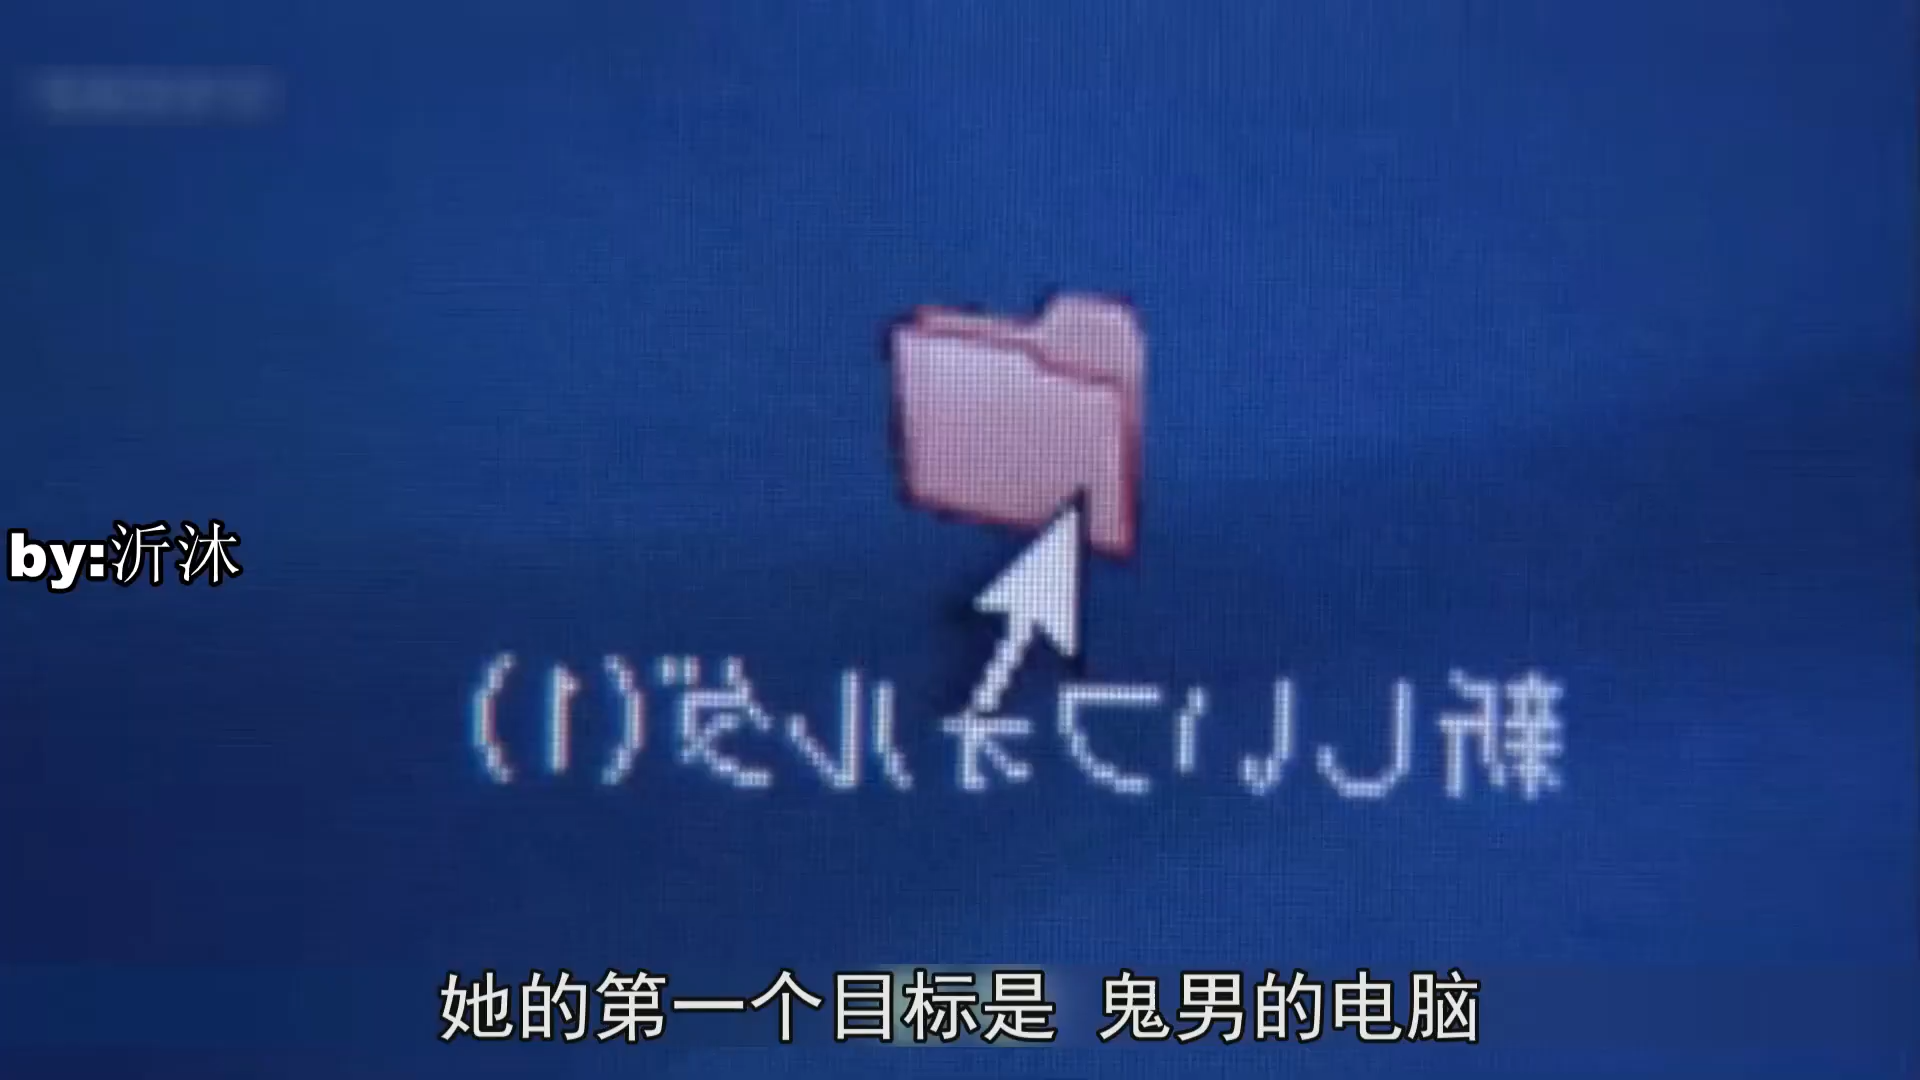 by:沂沐
新しいフォルダ(1)
她的第一个目标是 鬼男的电脑